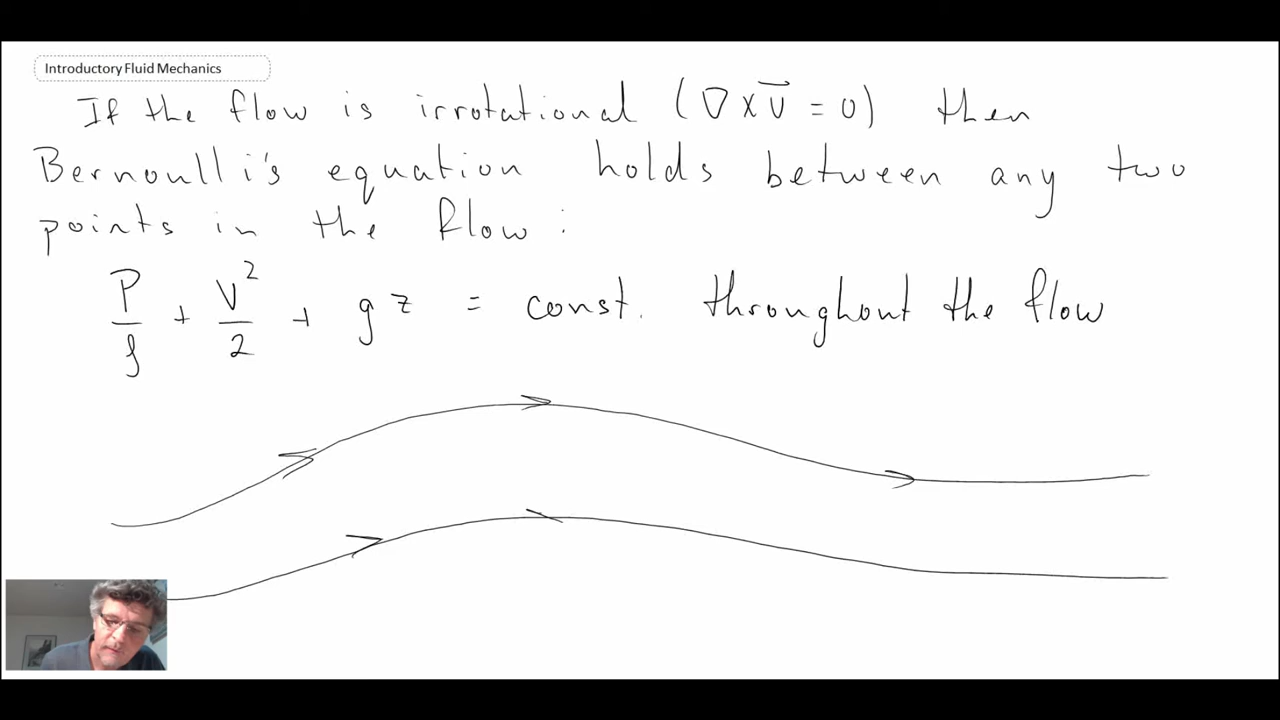 Introductory Fluid Mechanics
If the flow is irrotational (∇ × v̄ = 0) then
Bernoulli's equation holds between any two
points in the flow :
P/ρ + V²/2 + gz = const. throughout the flow